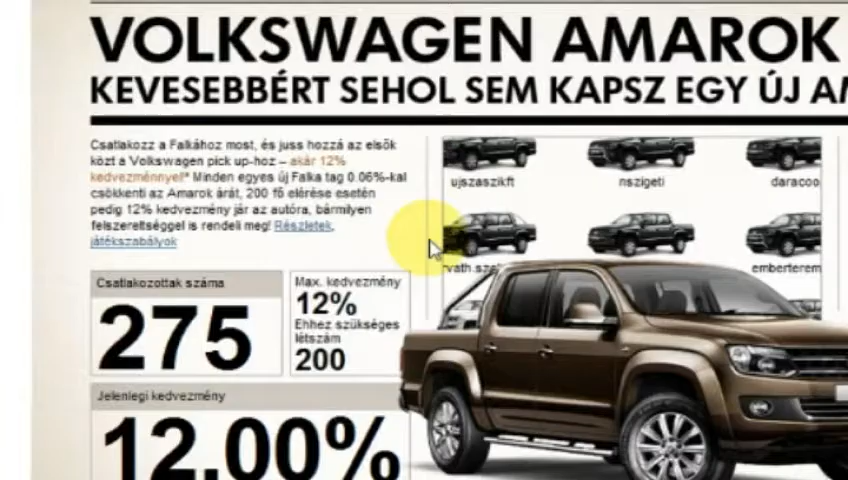 VOLKSWAGEN AMAROK
KEVESEBBÉRT SEHOL SEM KAPSZ EGY ÚJ
Csatlakozz a Falkához most, és juss hozzá az elsők
közt a Volkswagen pick up-hoz – akár 12%
kedvezménnyel* Minden egyes új Falka tag 0.06%-kal
csökkenti az Amarok árát, 200 fő elérése esetén
pedig 12% kedvezmény jár az autóra, bármilyen
felszereltséggel is rendeli meg! Részletek,
játékszabályok
ujszaszikft
nszigeti
daracoo
emberterem
Csatlakozottak száma
275
Max. kedvezmény
12%
Ehhez szükséges
létszám
200
Jelenlegi kedvezmény
12.00%